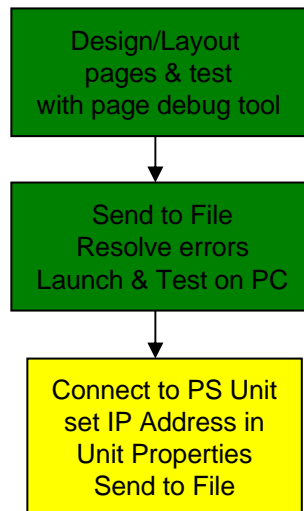 Design/Layout
pages & test
with page debug tool
Send to File
Resolve errors
Launch & Test on PC
Connect to PS Unit
set IP Address in
Unit Properties
Send to File